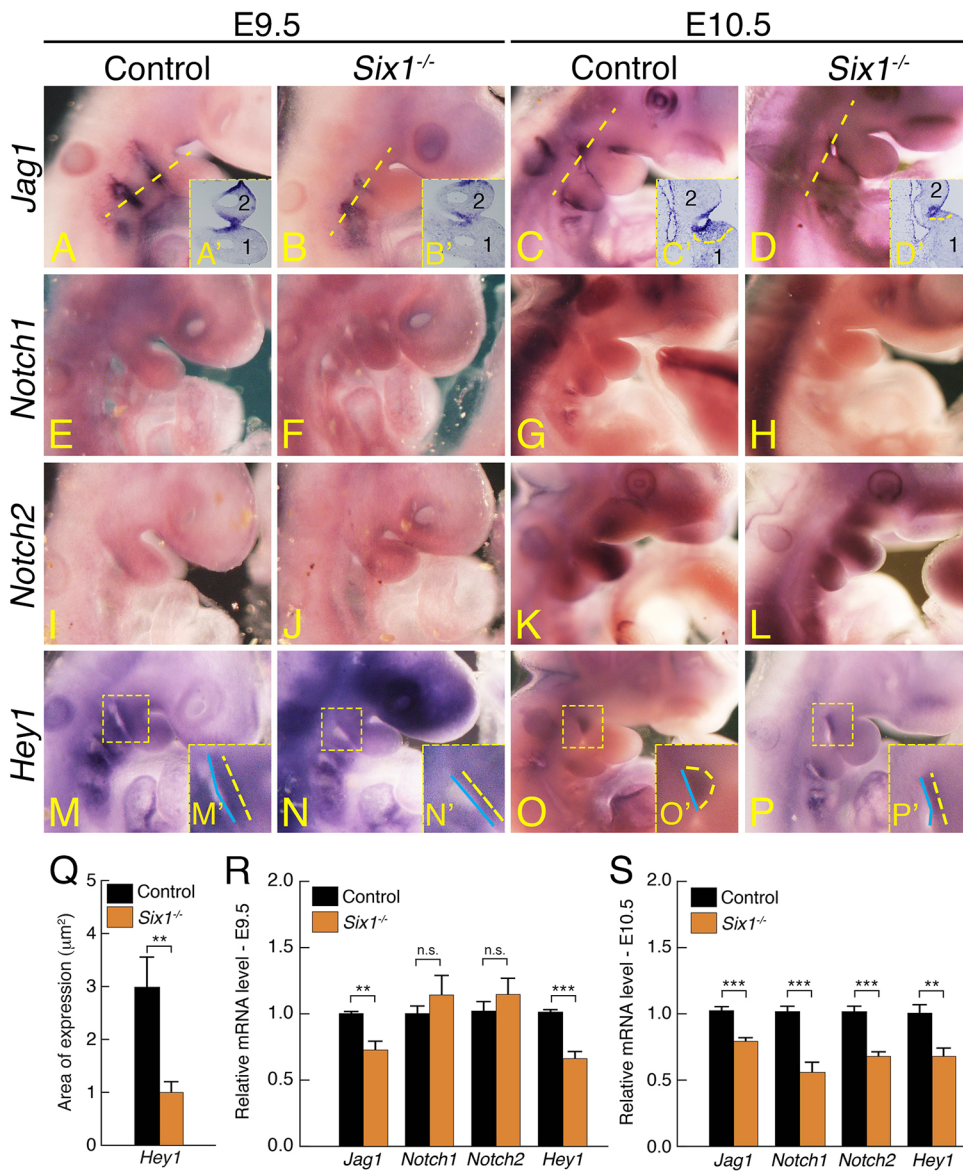 E9.5 E10.5
Control Six1-/- Control Six1-/-
Jag1
2 2 2 2
1 1 1 1
A A' B B' C C' D D'
Notch1
E F G H
Notch2
I J K L
Hey1
M M' N N' O O' P P'
Q R S
5 2.0 2.0
Control Control Control
Six1-/- Six1-/- Six1-/-
4
1.5 1.5
** n.s. n.s.
3
** *** *** *** *** **
1.0 1.0
2
0.5 0.5
1
0 0.0 0.0
Area of expression (μm²)
Relative mRNA level - E9.5
Relative mRNA level - E10.5
Hey1 Jag1 Notch1 Notch2 Hey1 Jag1 Notch1 Notch2 Hey1